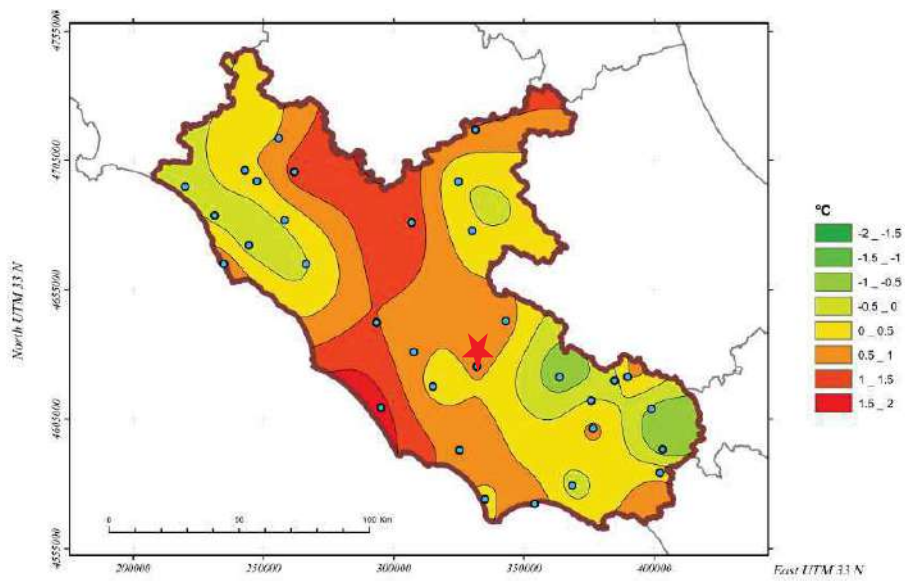 4755000
4705000
4655000
4605000
4555000
North UTM 33 N
°C
-2 _ -1.5
-1.5 _ -1
-1 _ -0.5
-0.5 _ 0
0 _ 0.5
0.5 _ 1
1 _ 1.5
1.5 _ 2
0 50 100 Km
200000 250000 300000 350000 400000
East UTM 33 N